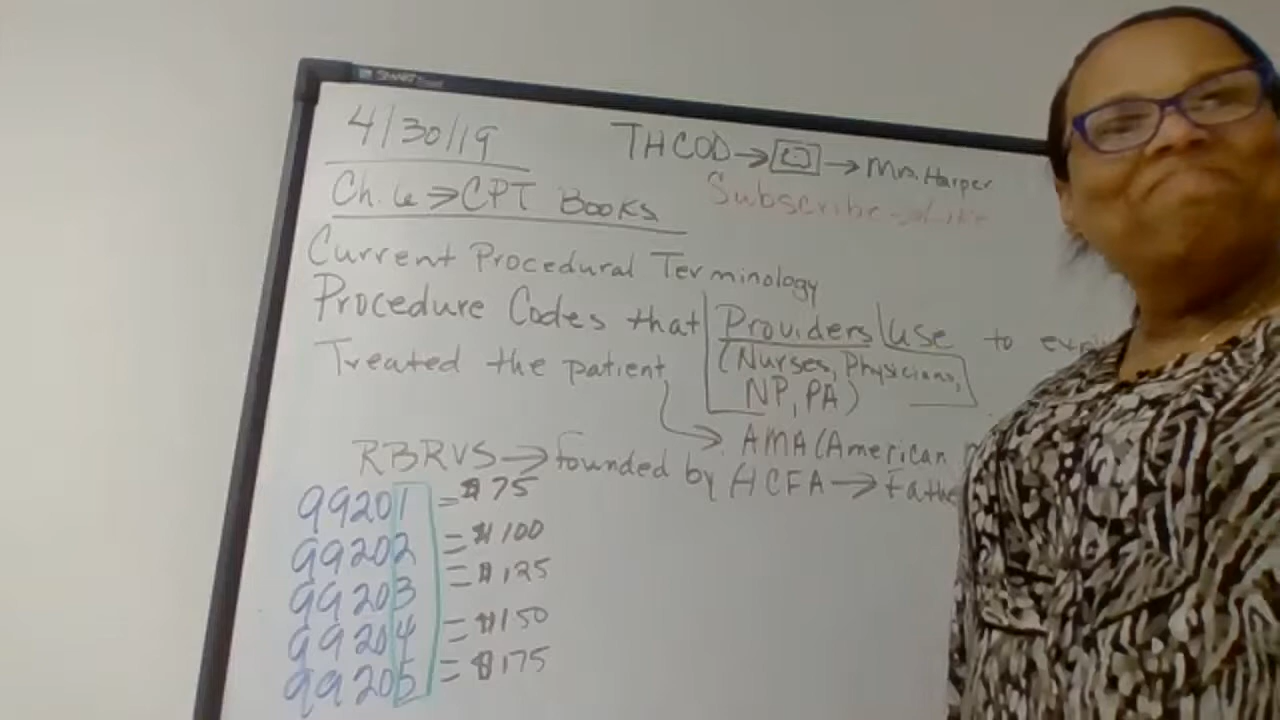 4/30/19
THCOD → → Mrs. Harper
Subscribe
Ch. 6 → CPT Books
Current Procedural Terminology
Procedure Codes that Providers use to
Treated the patient (Nurses, Physicians,
NP, PA)
AMA (American
RBRVS → Founded by HCFA → Fathe
99201 = $75
99202 = $100
99203 = $125
99204 = $150
99205 = $175